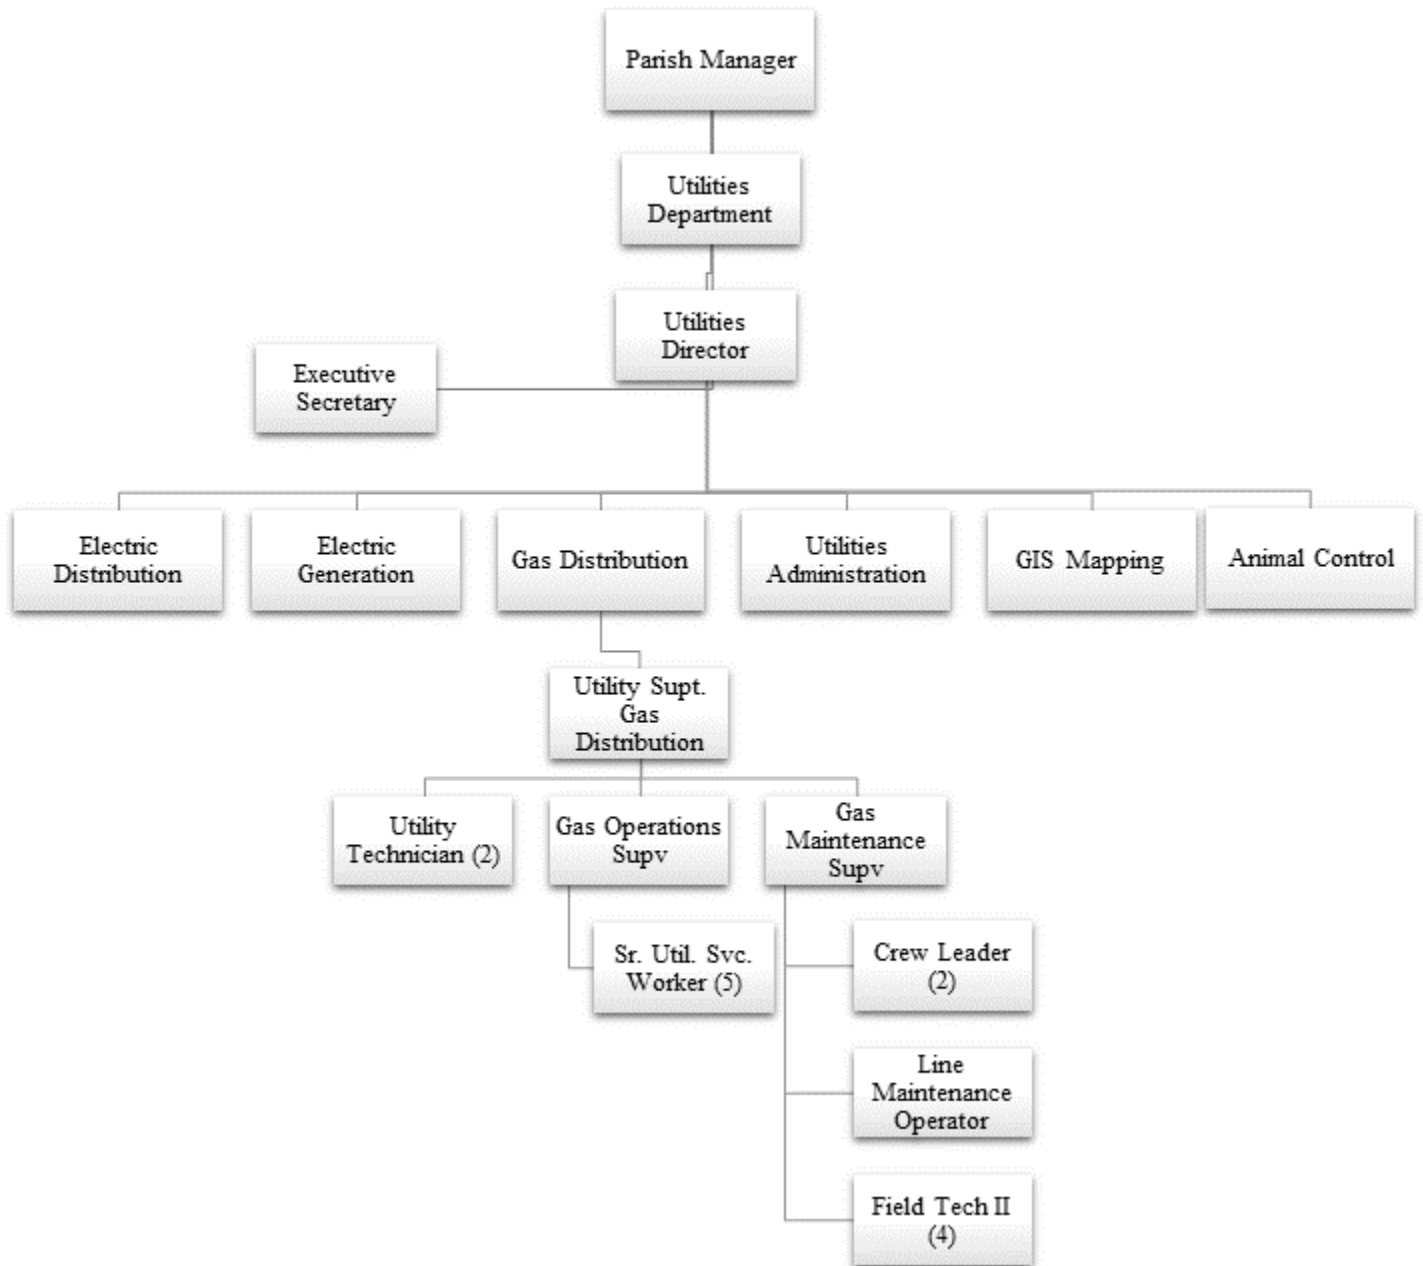 Parish Manager
Utilities
Department
Utilities
Director
Executive
Secretary
Electric
Distribution
Electric
Generation
Gas Distribution
Utilities
Administration
GIS Mapping
Animal Control
Utility Supt.
Gas
Distribution
Utility
Technician (2)
Gas Operations
Supv
Gas
Maintenance
Supv
Sr. Util. Svc.
Worker (5)
Crew Leader
(2)
Line
Maintenance
Operator
Field Tech II
(4)